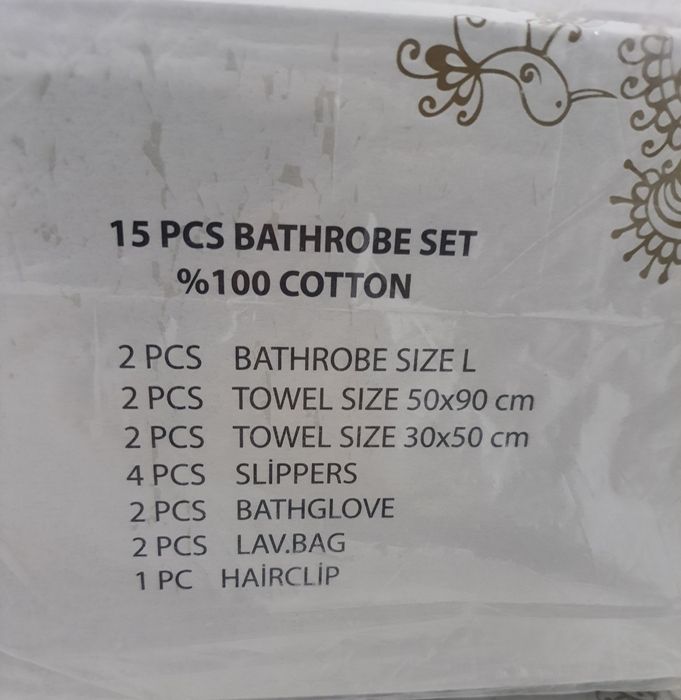 15 PCS BATHROBE SET
%100 COTTON
2 PCS BATHROBE SIZE L
2 PCS TOWEL SIZE 50x90 cm
2 PCS TOWEL SIZE 30x50 cm
4 PCS SLİPPERS
2 PCS BATHGLOVE
2 PCS LAV.BAG
1 PC HAİRCLİP